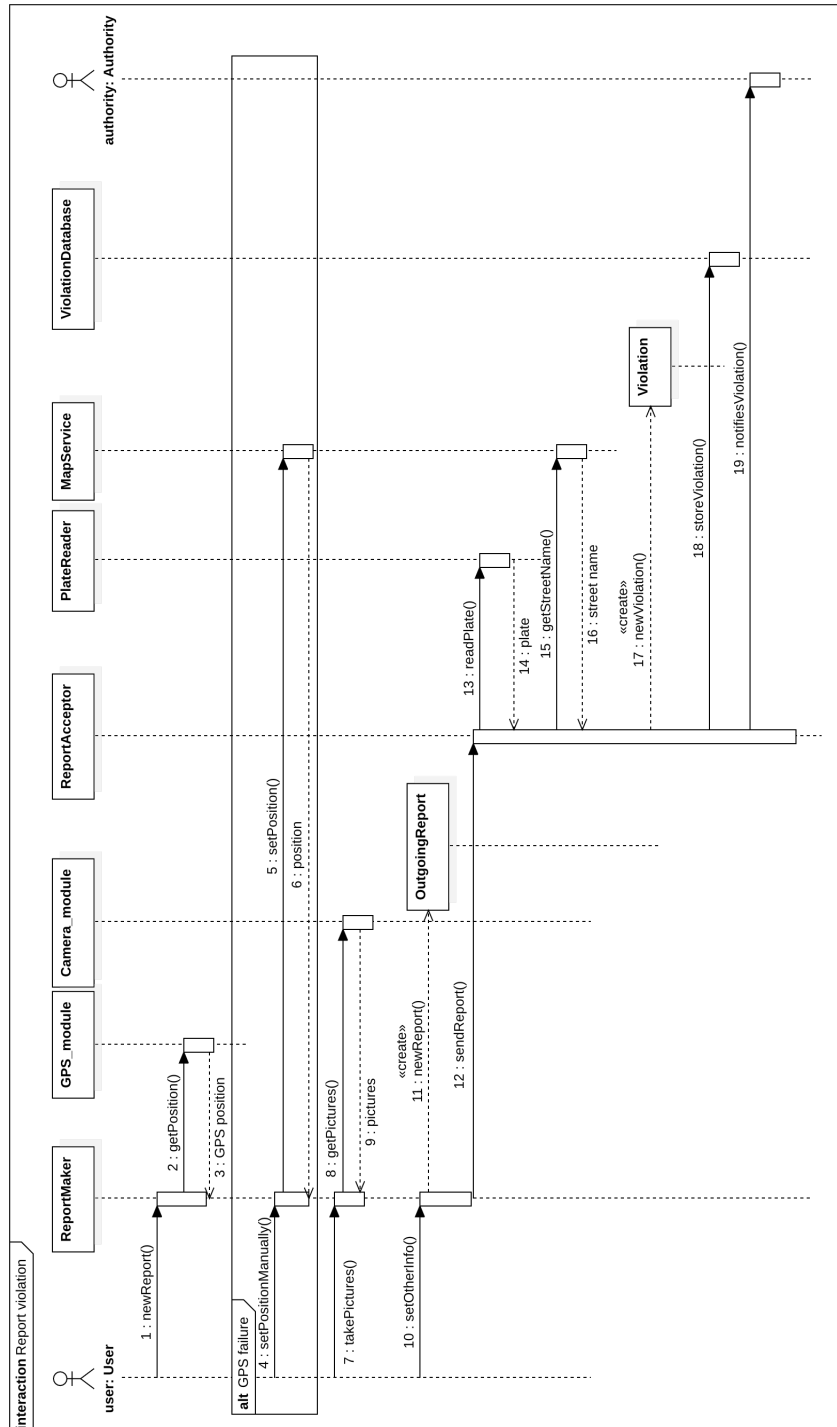 interaction Report violation
user: User
ReportMaker
GPS_module
Camera_module
ReportAcceptor
PlateReader
MapService
ViolationDatabase
authority: Authority
1 : newReport()
2 : getPosition()
3 : GPS position
alt GPS failure
4 : setPositionManually()
5 : setPosition()
6 : position
7 : takePictures()
8 : getPictures()
9 : pictures
10 : setOtherInfo()
«create»
11 : newReport()
OutgoingReport
12 : sendReport()
13 : readPlate()
14 : plate
15 : getStreetName()
16 : street name
«create»
17 : newViolation()
Violation
18 : storeViolation()
19 : notifiesViolation()